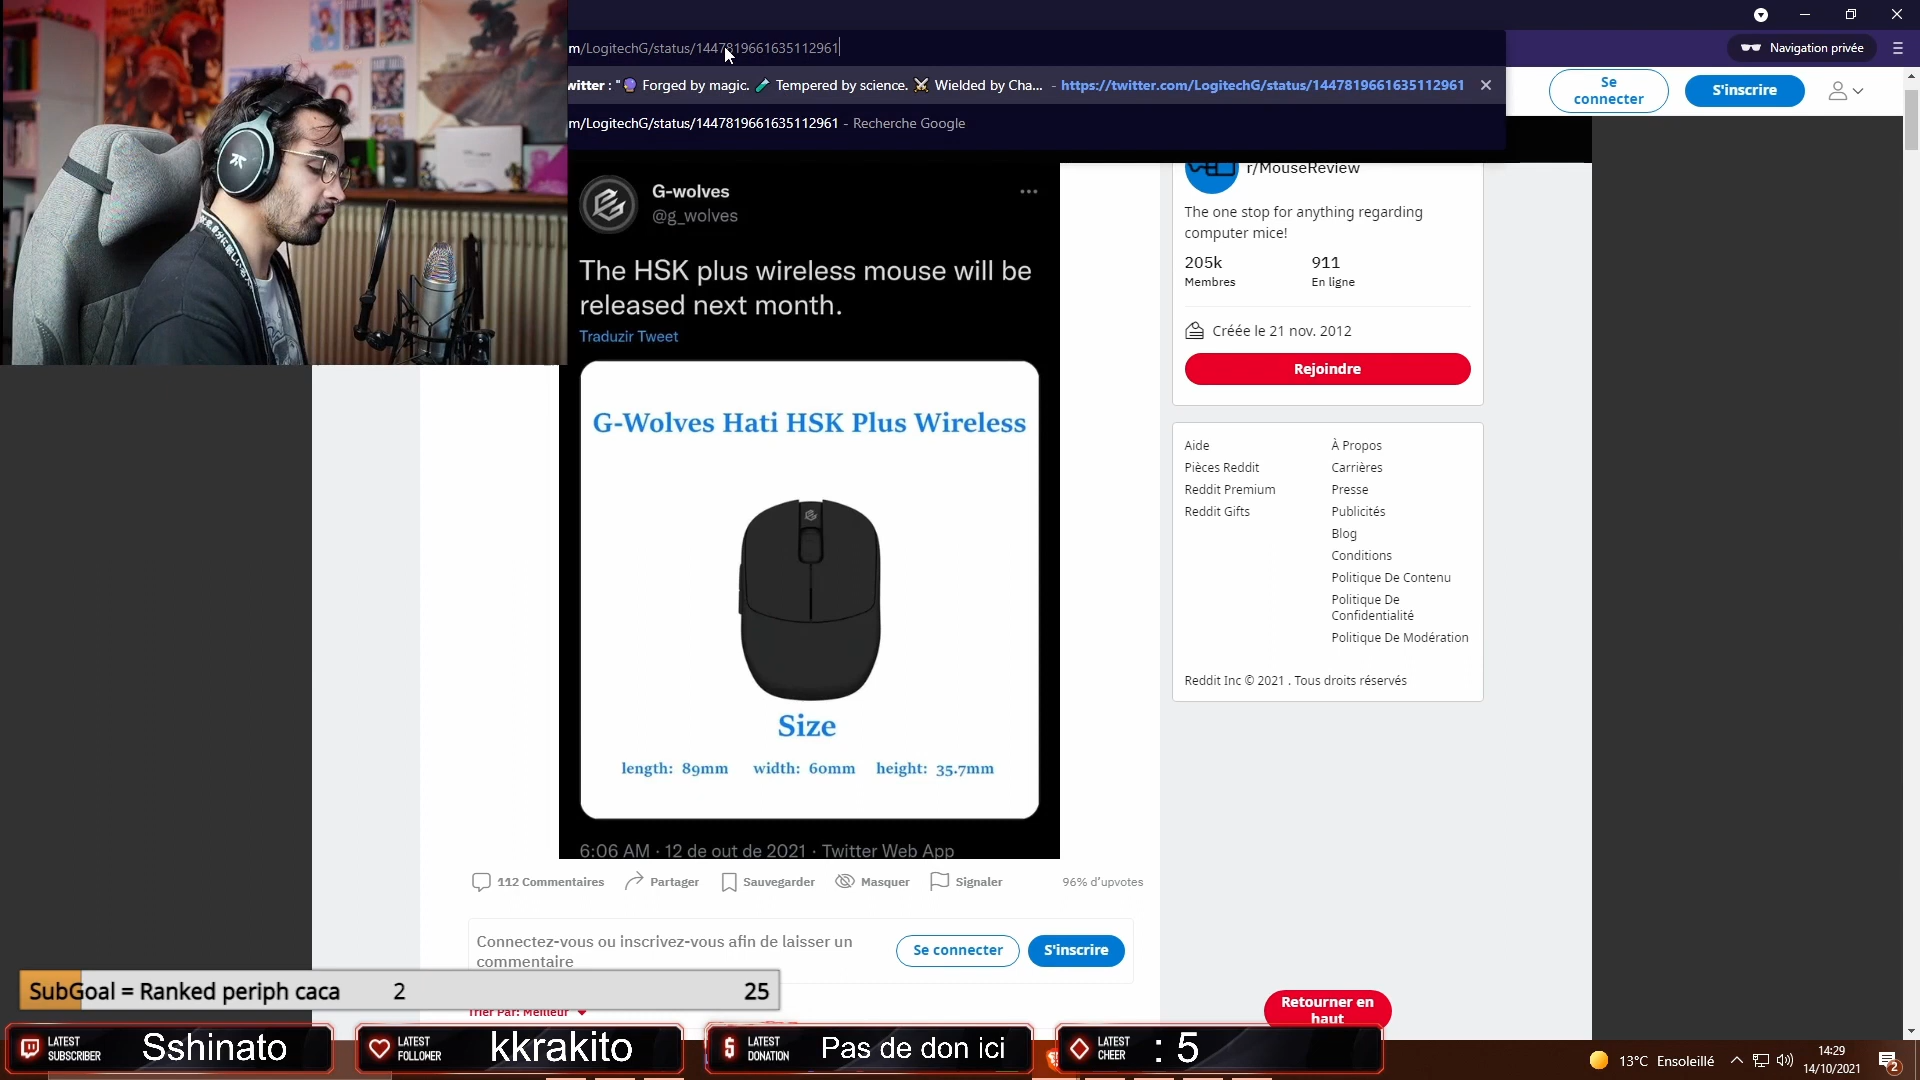 m/LogitechG/status/1447819661635112961
witter : "🔮 Forged by magic. 🧪 Tempered by science. ⚔️ Wielded by Cha... - https://twitter.com/LogitechG/status/1447819661635112961
m/LogitechG/status/1447819661635112961 - Recherche Google
Navigation privée
Se connecter
S'inscrire
G-wolves
@g_wolves
The HSK plus wireless mouse will be
released next month.
Traduzir Tweet
G-Wolves Hati HSK Plus Wireless
Size
length: 89mm width: 60mm height: 35.7mm
6:06 AM · 12 de out de 2021 · Twitter Web App
112 Commentaires
Partager
Sauvegarder
Masquer
Signaler
96% d'upvotes
Connectez-vous ou inscrivez-vous afin de laisser un
commentaire
Se connecter
S'inscrire
Trier Par: Meilleur
r/MouseReview
The one stop for anything regarding
computer mice!
205k
Membres
911
En ligne
Créée le 21 nov. 2012
Rejoindre
Aide
Pièces Reddit
Reddit Premium
Reddit Gifts
À Propos
Carrières
Presse
Publicités
Blog
Conditions
Politique De Contenu
Politique De
Confidentialité
Politique De Modération
Reddit Inc © 2021 . Tous droits réservés
Retourner en
haut
SubGoal = Ranked periph caca 2 25
LATEST
SUBSCRIBER
Sshinato
LATEST
FOLLOWER
kkrakito
LATEST
DONATION
Pas de don ici
LATEST
CHEER
: 5
13°C Ensoleillé
14:29
14/10/2021
2